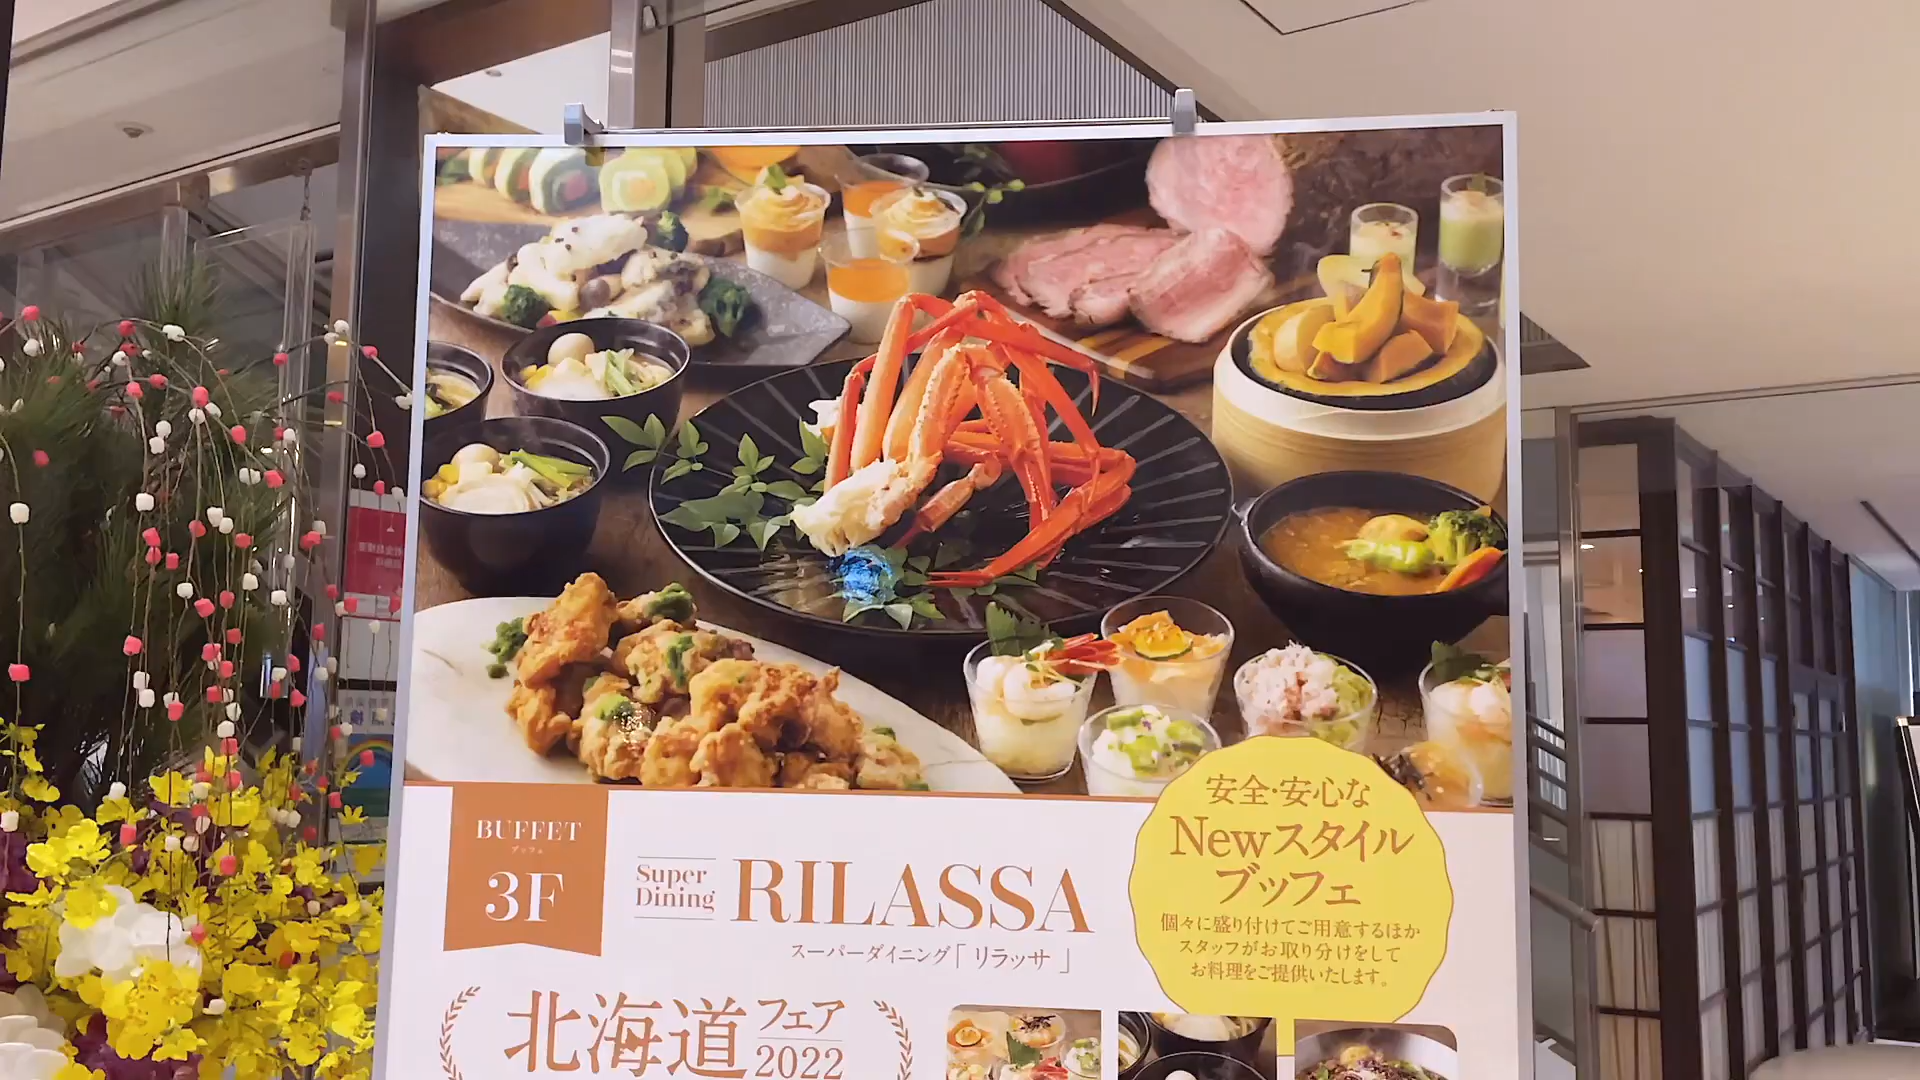 BUFFET
ブッフェ
3F
Super
Dining
RILASSA
スーパーダイニング「リラッサ」
安全・安心な
Newスタイル
ブッフェ
個々に盛り付けてご用意するほか
スタッフがお取り分けをして
お料理をご提供いたします。
北海道フェア
2022